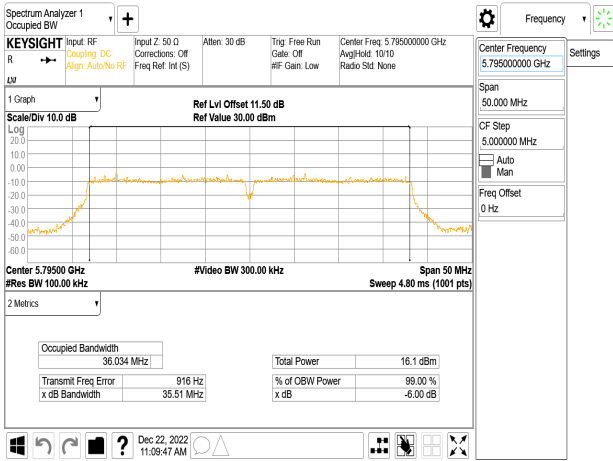 Spectrum Analyzer 1
Occupied BW
Frequency
KEYSIGHT
R
LXI
Input: RF
Coupling: DC
Align: Auto/No RF
Input Z: 50 Ω
Corrections: Off
Freq Ref: Int (S)
Atten: 30 dB
Trig: Free Run
Gate: Off
#IF Gain: Low
Center Freq: 5.795000000 GHz
Avg|Hold: 10/10
Radio Std: None
Center Frequency
5.795000000 GHz
Settings
Span
50.000 MHz
CF Step
5.000000 MHz
Auto
Man
Freq Offset
0 Hz
1 Graph
Scale/Div 10.0 dB
Ref Lvl Offset 11.50 dB
Ref Value 30.00 dBm
Log
20.0
10.0
0.00
-10.0
-20.0
-30.0
-40.0
-50.0
-60.0
Center 5.79500 GHz
#Res BW 100.00 kHz
#Video BW 300.00 kHz
Span 50 MHz
Sweep 4.80 ms (1001 pts)
2 Metrics
Occupied Bandwidth
36.034 MHz
Total Power 16.1 dBm
Transmit Freq Error 916 Hz
% of OBW Power 99.00 %
x dB Bandwidth 35.51 MHz
x dB -6.00 dB
?
Dec 22, 2022
11:09:47 AM